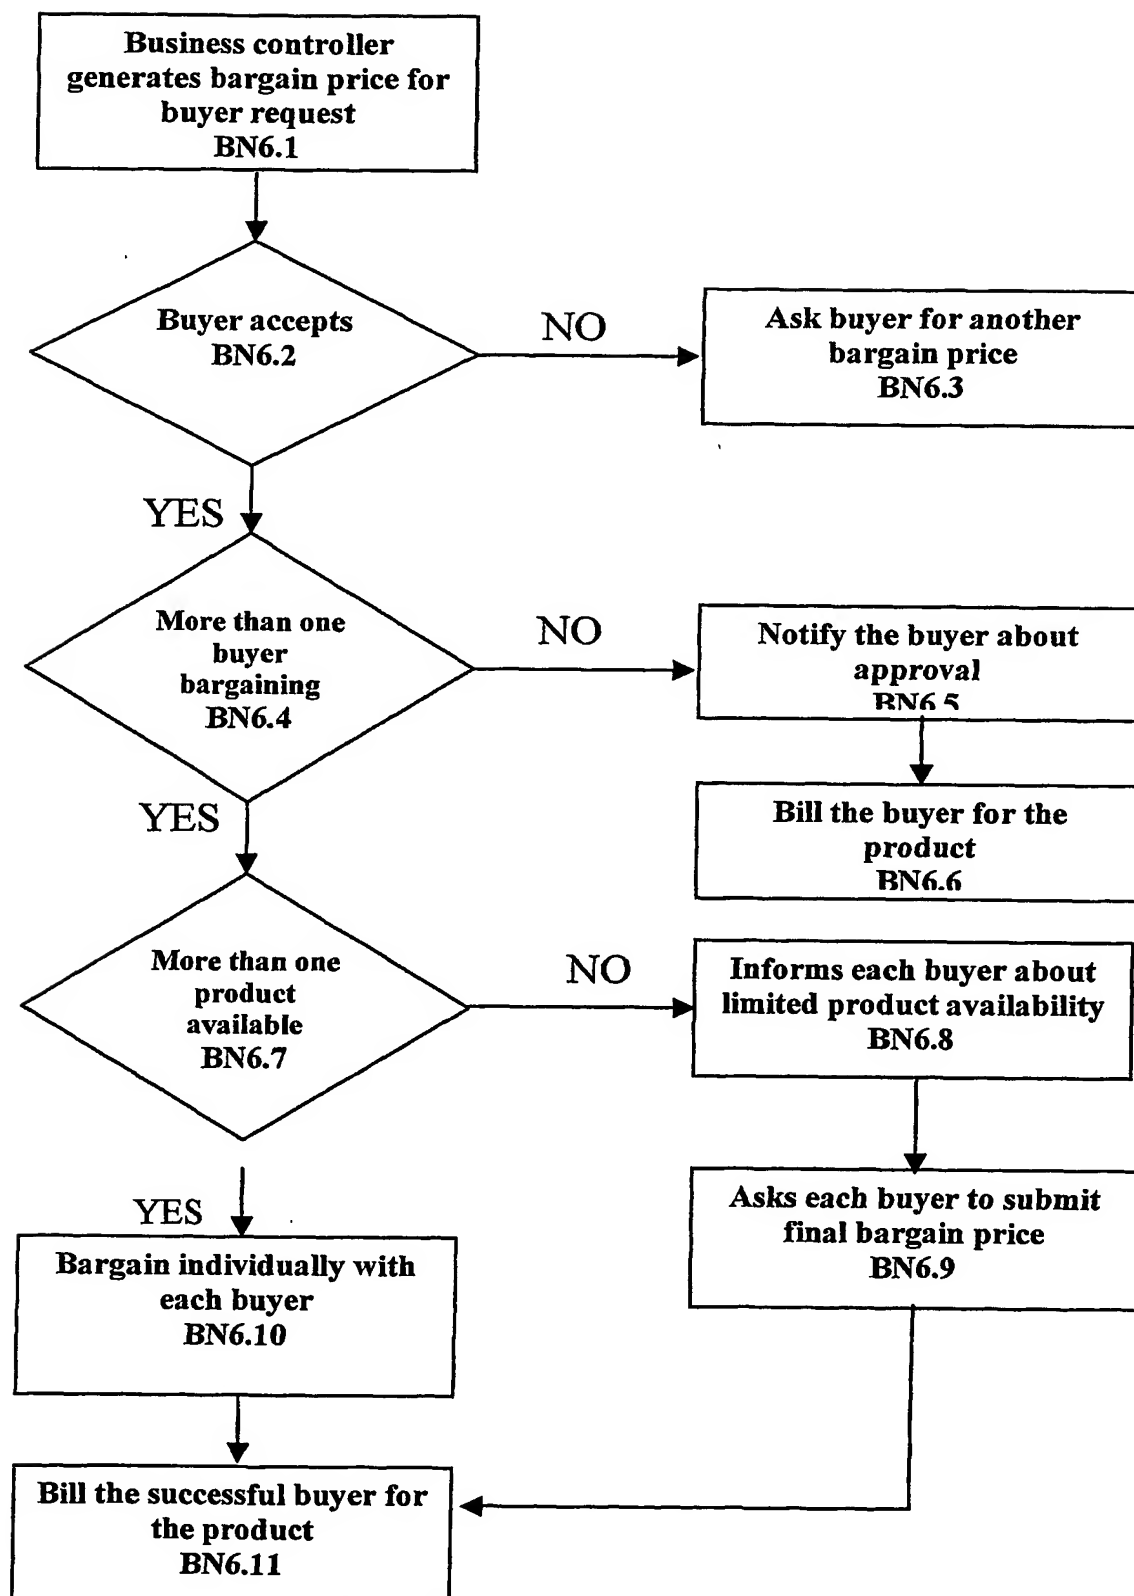 Business controller
generates bargain price for
buyer request
BN6.1
Buyer accepts
BN6.2
NO
Ask buyer for another
bargain price
BN6.3
YES
More than one
buyer
bargaining
BN6.4
NO
Notify the buyer about
approval
BN6.5
Bill the buyer for the
product
BN6.6
YES
More than one
product
available
BN6.7
NO
Informs each buyer about
limited product availability
BN6.8
Asks each buyer to submit
final bargain price
BN6.9
YES
Bargain individually with
each buyer
BN6.10
Bill the successful buyer for
the product
BN6.11